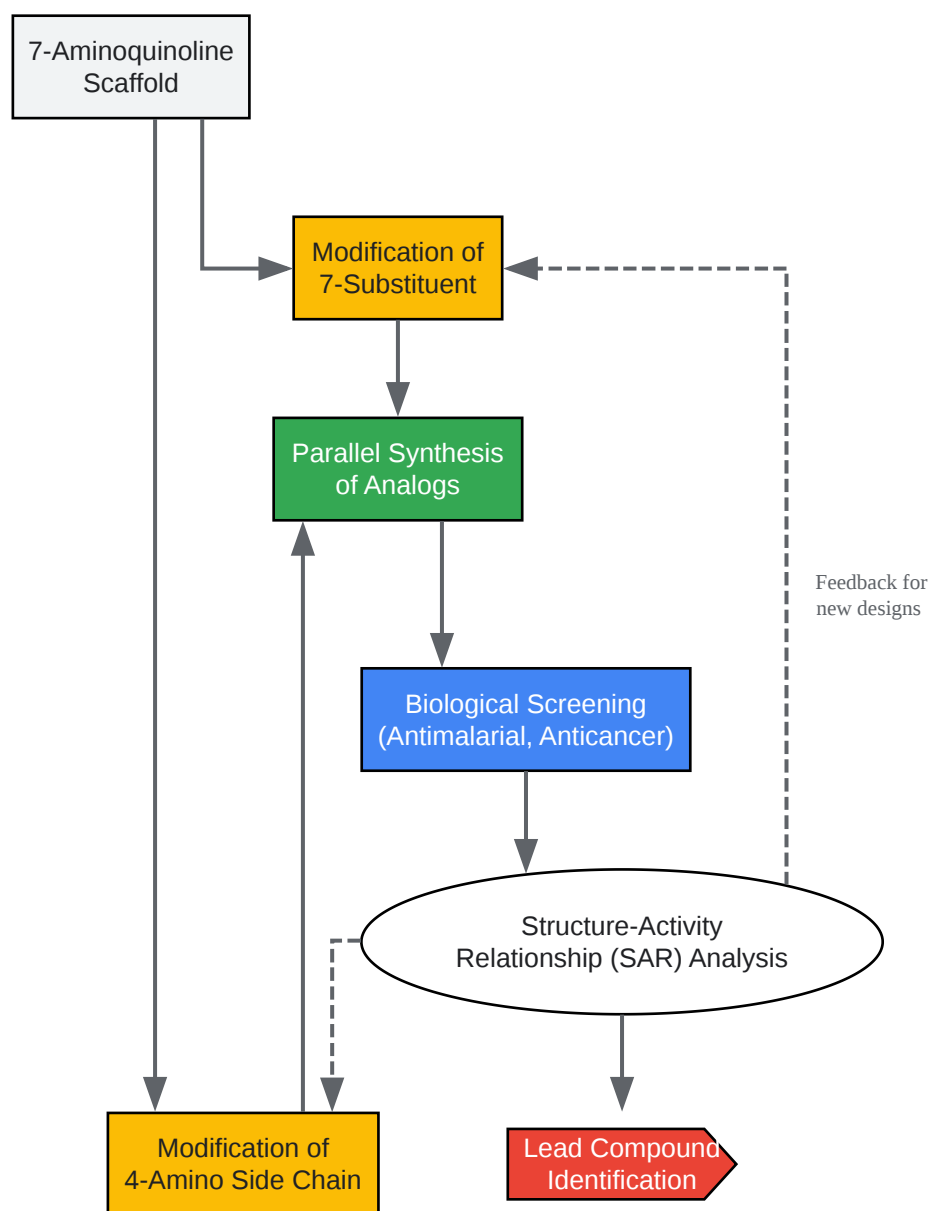 7-Aminoquinoline
Scaffold
Modification of
7-Substituent
Parallel Synthesis
of Analogs
Feedback for
new designs
Biological Screening
(Antimalarial, Anticancer)
Structure-Activity
Relationship (SAR) Analysis
Modification of
4-Amino Side Chain
Lead Compound
Identification